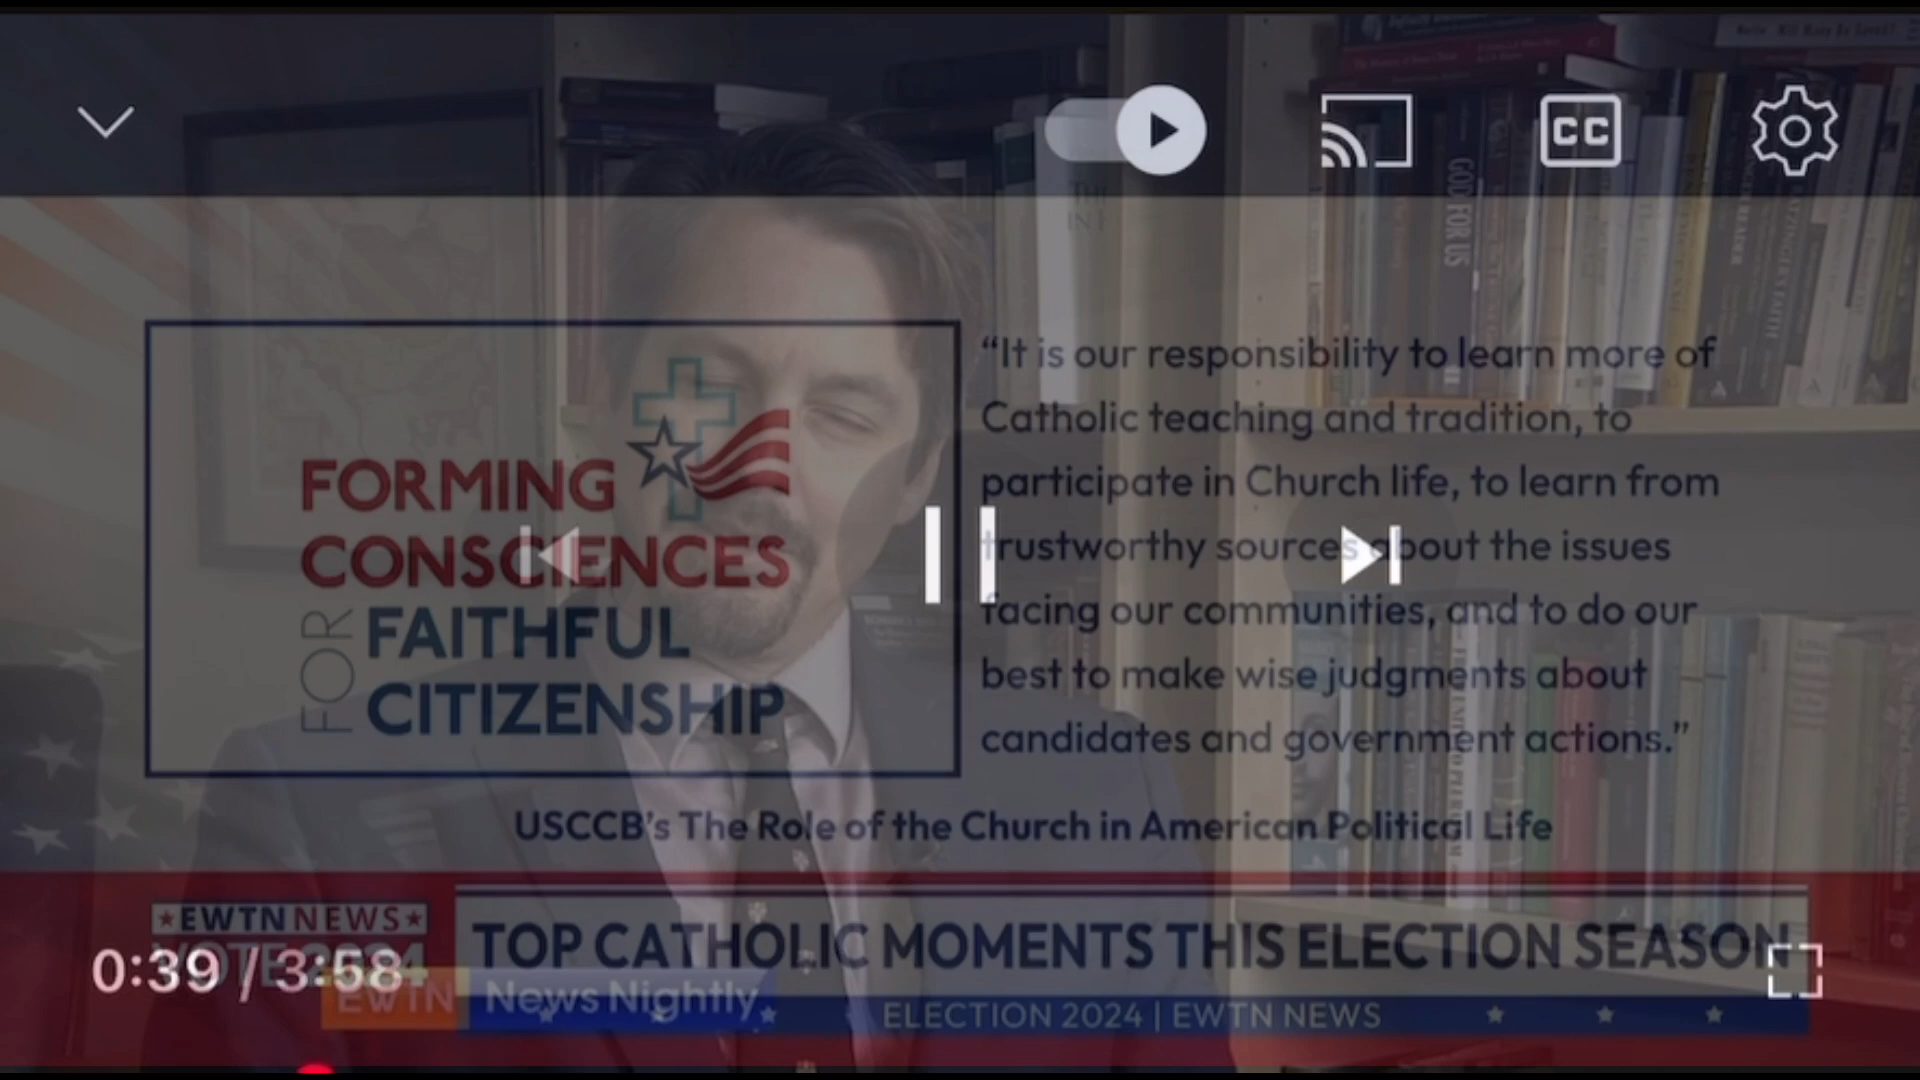 CC
GOD FOR US
"It is our responsibility to learn more of
Catholic teaching and tradition, to
participate in Church life, to learn from
trustworthy sources about the issues
facing our communities, and to do our
best to make wise judgments about
candidates and government actions."
FORMING
CONSCIENCES
FOR FAITHFUL
CITIZENSHIP
USCCB's The Role of the Church in American Political Life
★EWTN NEWS★
VOTE 2024
TOP CATHOLIC MOMENTS THIS ELECTION SEASON
0:39 / 3:58
EWTN News Nightly
ELECTION 2024 | EWTN NEWS